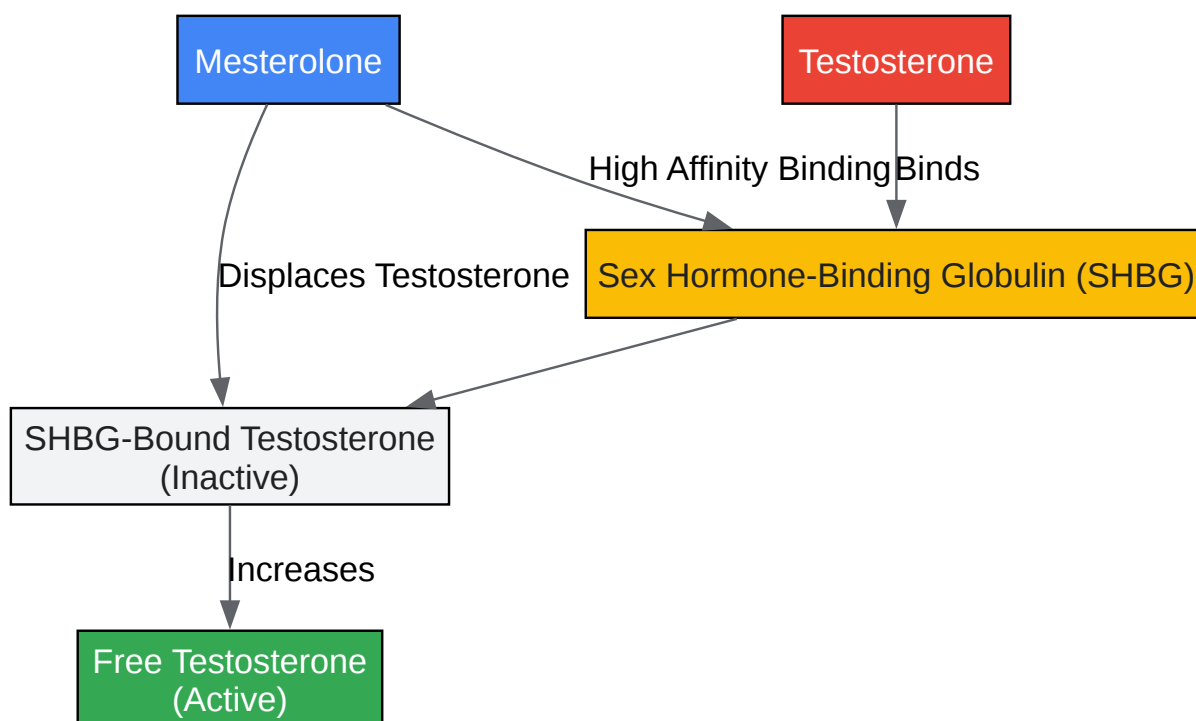 Mesterolone
Testosterone
High Affinity Binding
Binds
Sex Hormone-Binding Globulin (SHBG)
Displaces Testosterone
SHBG-Bound Testosterone
(Inactive)
Increases
Free Testosterone
(Active)